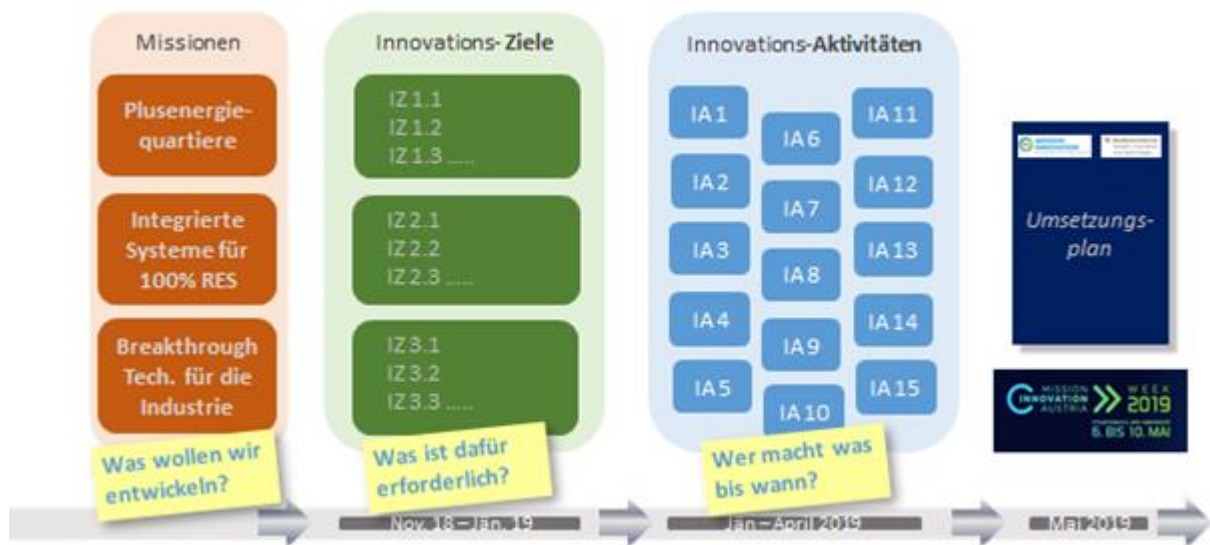 Missionen
Plusenergie-
quartiere
Integrierte
Systeme für
100% RES
Breakthrough
Tech. für die
Industrie
Was wollen wir
entwickeln?
Innovations- Ziele
IZ 1.1
IZ 1.2
IZ 1.3 .....
IZ 2.1
IZ 2.2
IZ 2.3 .....
IZ 3.1
IZ 3.2
IZ 3.3 .....
Was ist dafür
erforderlich?
Innovations-Aktivitäten
IA 1
IA 2
IA 3
IA 4
IA 5
IA 6
IA 7
IA 8
IA 9
IA 10
IA 11
IA 12
IA 13
IA 14
IA 15
Wer macht was
bis wann?
Umsetzungs-
plan
MISSION
INNOVATION
AUSTRIA
WEEK
2019
6. BIS 10. MAI
Nov. 18 – Jan. 19
Jan – April 2019
Mai 2019